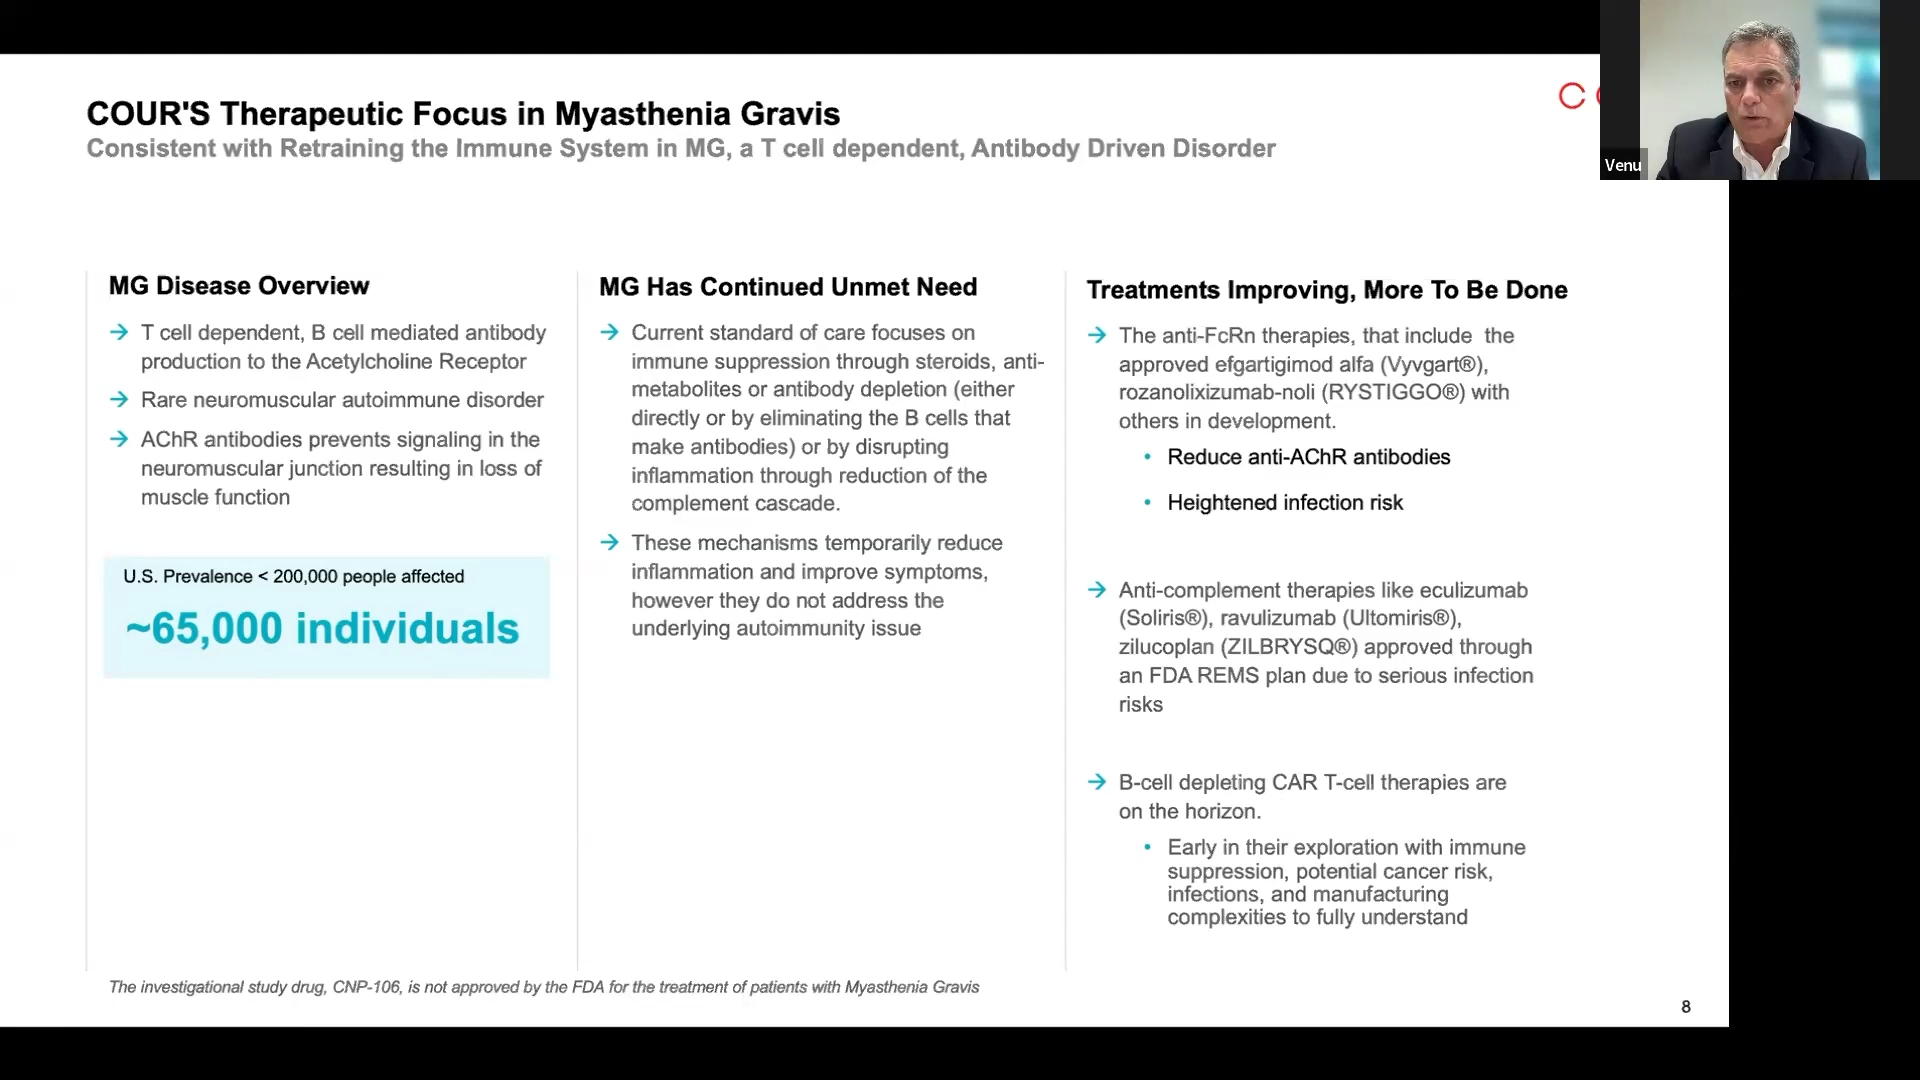 COUR'S Therapeutic Focus in Myasthenia Gravis
Consistent with Retraining the Immune System in MG, a T cell dependent, Antibody Driven Disorder
C
Venu
MG Disease Overview
→ T cell dependent, B cell mediated antibody
production to the Acetylcholine Receptor
→ Rare neuromuscular autoimmune disorder
→ AChR antibodies prevents signaling in the
neuromuscular junction resulting in loss of
muscle function
U.S. Prevalence < 200,000 people affected
~65,000 individuals
MG Has Continued Unmet Need
→ Current standard of care focuses on
immune suppression through steroids, anti-
metabolites or antibody depletion (either
directly or by eliminating the B cells that
make antibodies) or by disrupting
inflammation through reduction of the
complement cascade.
→ These mechanisms temporarily reduce
inflammation and improve symptoms,
however they do not address the
underlying autoimmunity issue
Treatments Improving, More To Be Done
→ The anti-FcRn therapies, that include the
approved efgartigimod alfa (Vyvgart®),
rozanolixizumab-noli (RYSTIGGO®) with
others in development.
• Reduce anti-AChR antibodies
• Heightened infection risk
→ Anti-complement therapies like eculizumab
(Soliris®), ravulizumab (Ultomiris®),
zilucoplan (ZILBRYSQ®) approved through
an FDA REMS plan due to serious infection
risks
→ B-cell depleting CAR T-cell therapies are
on the horizon.
• Early in their exploration with immune
suppression, potential cancer risk,
infections, and manufacturing
complexities to fully understand
The investigational study drug, CNP-106, is not approved by the FDA for the treatment of patients with Myasthenia Gravis
8